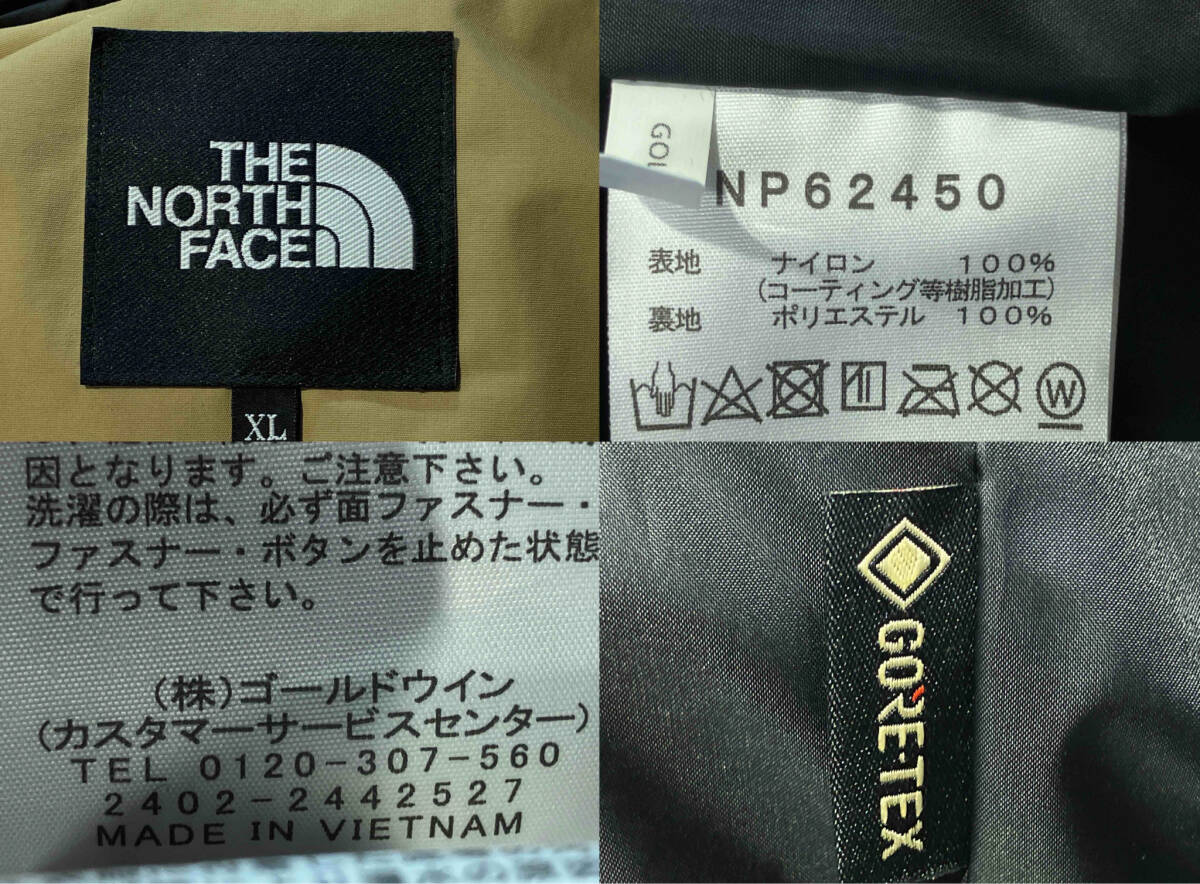 THE
NORTH
FACE
XL
GOI
NP62450
表地 ナイロン 100%
(コーティング等樹脂加工)
裏地 ポリエステル 100%
W
因となります。ご注意下さい。
洗濯の際は、必ず面ファスナー・
ファスナー・ボタンを止めた状態
で行って下さい。
(株)ゴールドウイン
(カスタマーサービスセンター)
TEL 0120-307-560
2402-2442527
MADE IN VIETNAM
GORE-TEX